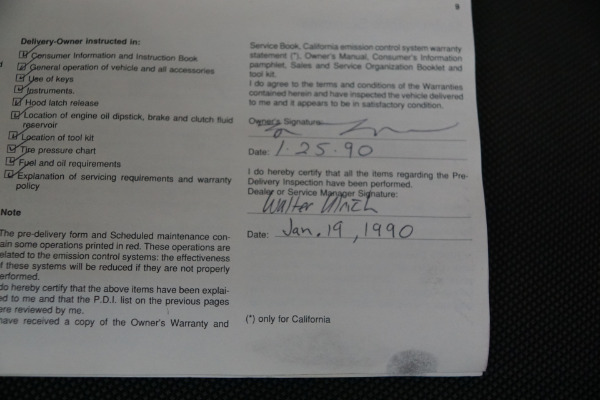 9
Delivery-Owner instructed in:
Consumer Information and Instruction Book
General operation of vehicle and all accessories
Use of keys
Instruments.
Hood latch release
Location of engine oil dipstick, brake and clutch fluid
reservoir
Location of tool kit
Tire pressure chart
Fuel and oil requirements
Explanation of servicing requirements and warranty
policy
Note
The pre-delivery form and Scheduled maintenance con-
ain some operations printed in red. These operations are
elated to the emission control systems: the effectiveness
f these systems will be reduced if they are not properly
erformed.
do hereby certify that the above items have been explai-
ed to me and that the P.D.I. list on the previous pages
ere reviewed by me.
have received a copy of the Owner's Warranty and
Service Book, California emission control system warranty
statement (*), Owner's Manual, Consumer's Information
pamphlet, Sales and Service Organization Booklet and
tool kit.
I do agree to the terms and conditions of the Warranties
contained herein and have inspected the vehicle delivered
to me and it appears to be in satisfactory condition.
Owner's Signature:
Date: 1·25·90
I do hereby certify that all the items regarding the Pre-
Delivery Inspection have been performed.
Dealer or Service Manager Signature:
Walter Ulrich
Date: Jan. 19, 1990
(*) only for California